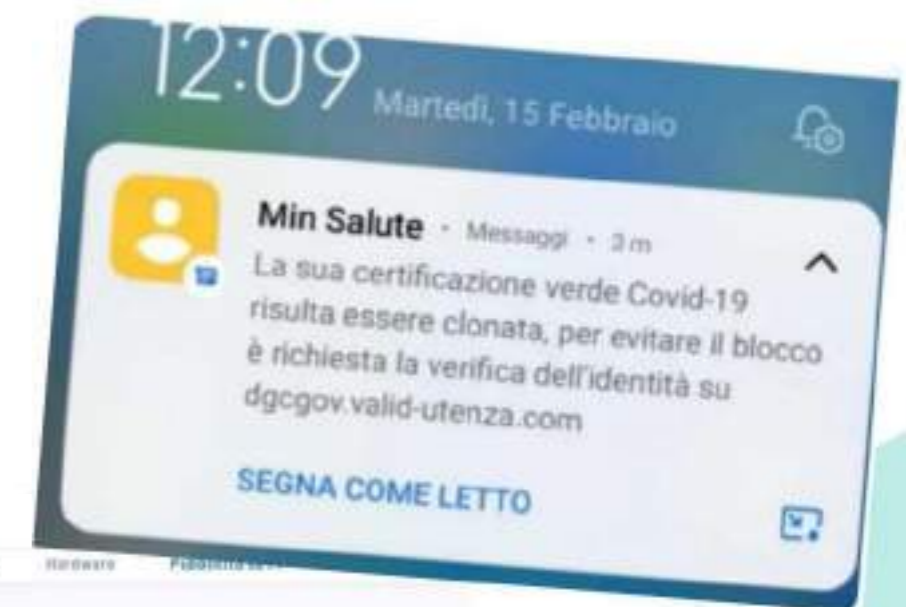 12:09
Martedì, 15 Febbraio
Min Salute • Messaggi • 3 m
La sua certificazione verde Covid-19
risulta essere clonata, per evitare il blocco
è richiesta la verifica dell'identità su
dgcgov.valid-utenza.com
SEGNA COME LETTO
Hardware